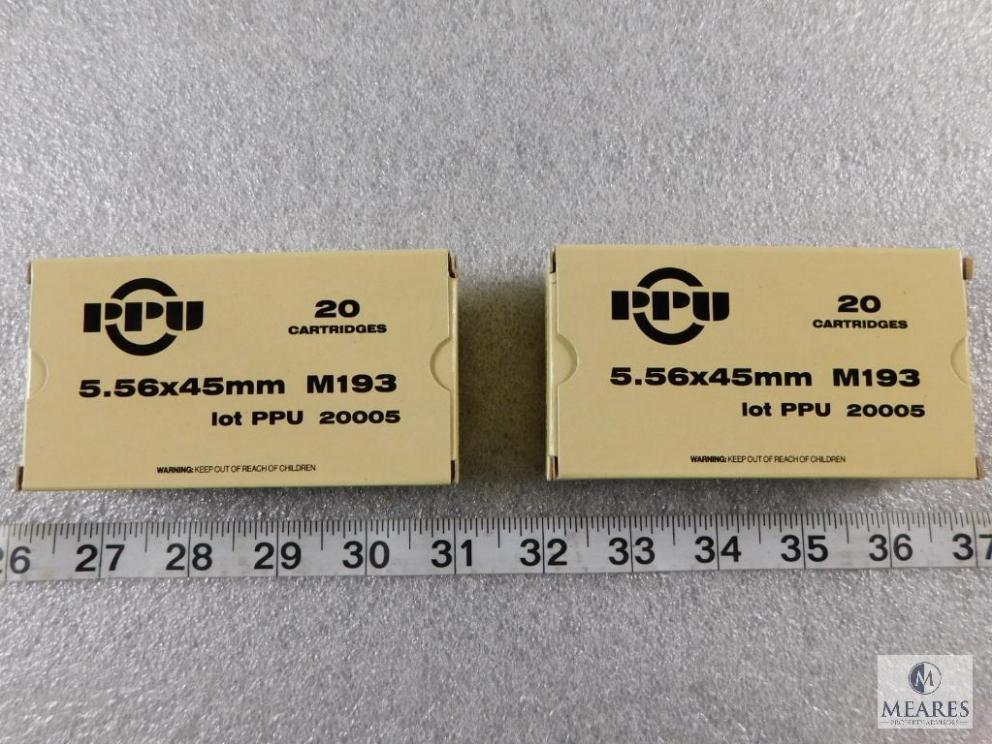 PPU
20
CARTRIDGES
5.56x45mm M193
lot PPU 20005
WARNING: KEEP OUT OF REACH OF CHILDREN
PPU
20
CARTRIDGES
5.56x45mm M193
lot PPU 20005
WARNING: KEEP OUT OF REACH OF CHILDREN
26 27 28 29 30 31 32 33 34 35 36 37
M
MEARES
PROPERTY ADVISORS